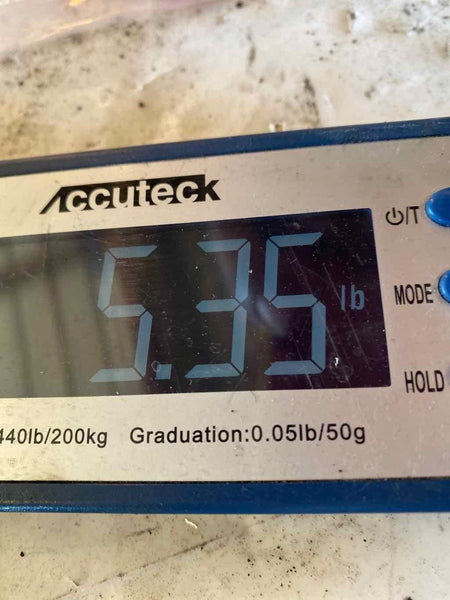 Accuteck
⏻/T
5.35 lb
MODE
HOLD
440lb/200kg Graduation:0.05lb/50g